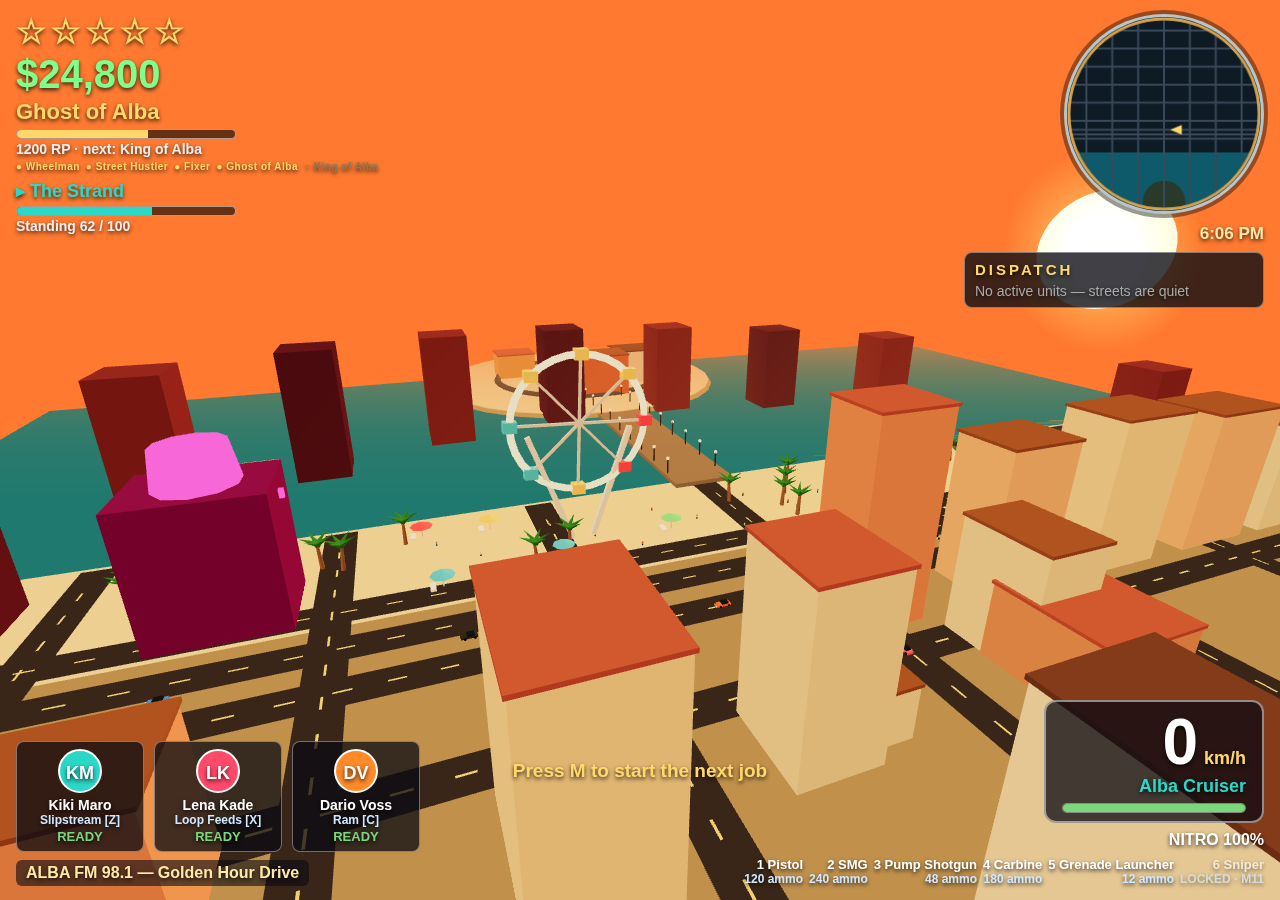 $24,800
Ghost of Alba
1200 RP · next: King of Alba
● Wheelman ● Street Hustler ● Fixer ● Ghost of Alba ○ King of Alba
▸ The Strand
Standing 62 / 100
6:06 PM
DISPATCH
No active units — streets are quiet
Press M to start the next job
KM
Kiki Maro
Slipstream [Z]
READY
LK
Lena Kade
Loop Feeds [X]
READY
DV
Dario Voss
Ram [C]
READY
ALBA FM 98.1 — Golden Hour Drive
0 km/h
Alba Cruiser
NITRO 100%
1 Pistol 2 SMG 3 Pump Shotgun 4 Carbine 5 Grenade Launcher 6 Sniper
120 ammo 240 ammo 48 ammo 180 ammo 12 ammo LOCKED · M11